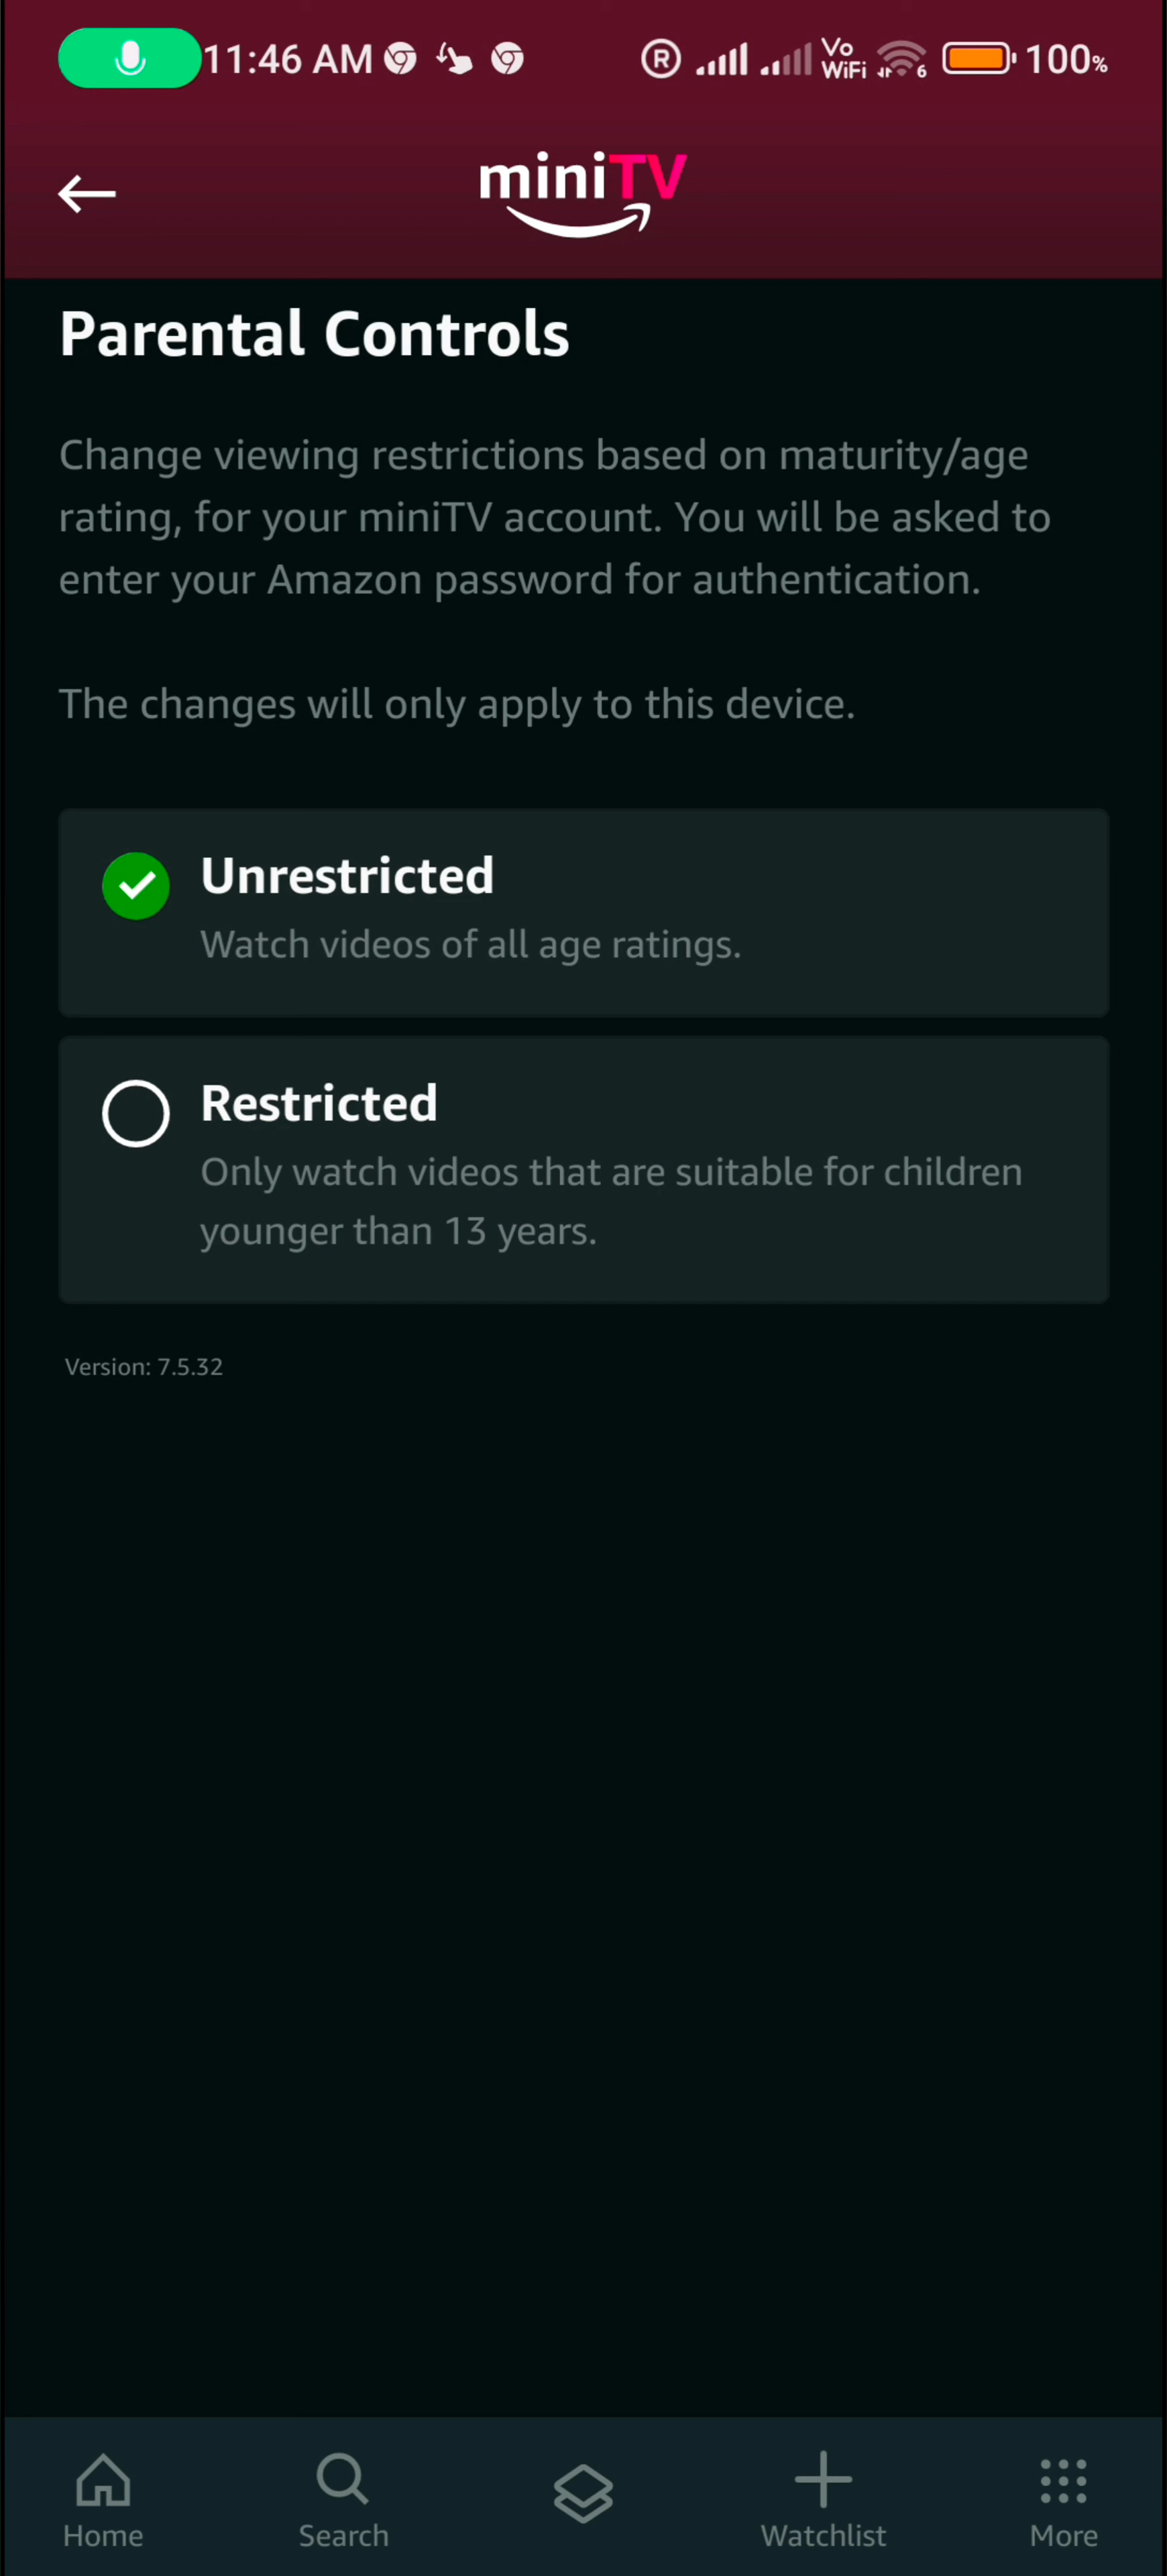 11:46 AM ® Vo WiFi 6 100%
miniTV
Parental Controls
Change viewing restrictions based on maturity/age
rating, for your miniTV account. You will be asked to
enter your Amazon password for authentication.
The changes will only apply to this device.
Unrestricted
Watch videos of all age ratings.
Restricted
Only watch videos that are suitable for children
younger than 13 years.
Version: 7.5.32
Home Search Watchlist More